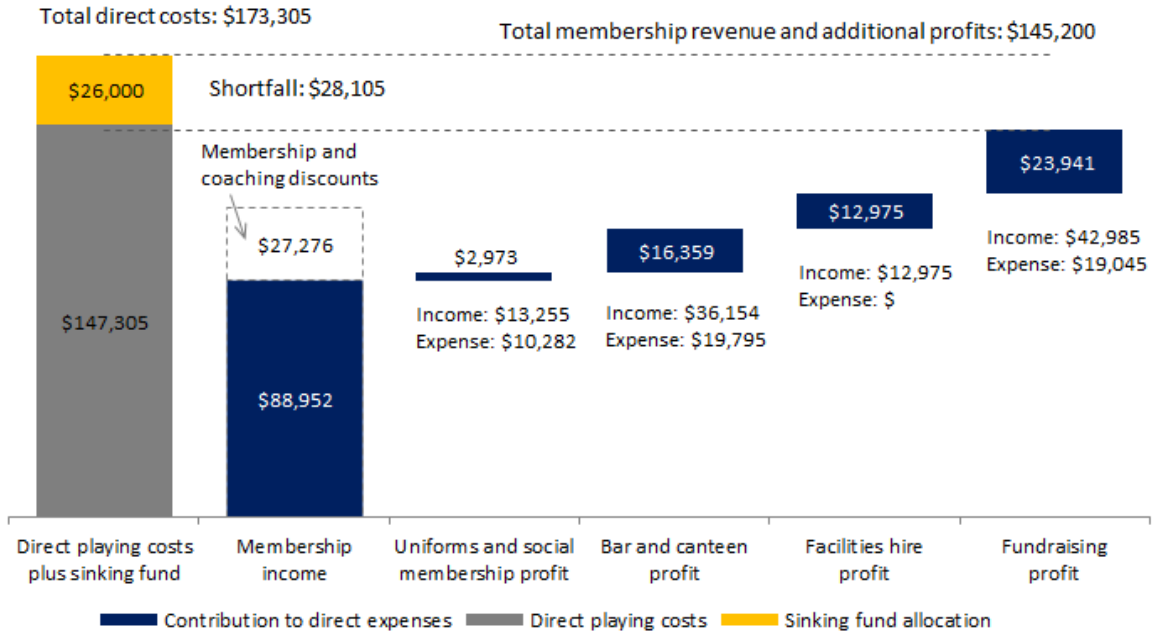 Total direct costs: $173,305
Total membership revenue and additional profits: $145,200
$26,000
Shortfall: $28,105
Membership and
coaching discounts
$27,276
$147,305
$88,952
$2,973
Income: $13,255
Expense: $10,282
$16,359
Income: $36,154
Expense: $19,795
$12,975
Income: $12,975
Expense: $
$23,941
Income: $42,985
Expense: $19,045
Direct playing costs
plus sinking fund
Membership
income
Uniforms and social
membership profit
Bar and canteen
profit
Facilities hire
profit
Fundraising
profit
Contribution to direct expenses
Direct playing costs
Sinking fund allocation